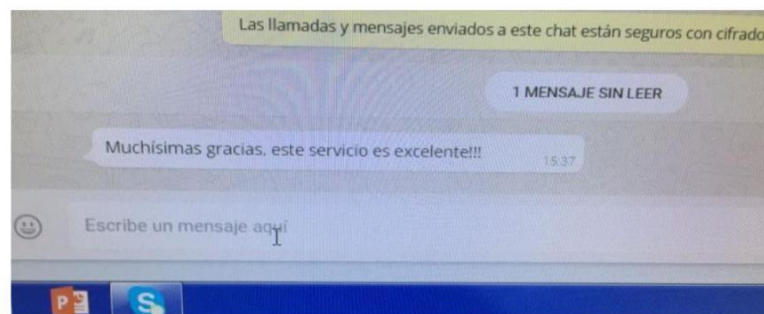 Las llamadas y mensajes enviados a este chat están seguros con cifrado
1 MENSAJE SIN LEER
Muchísimas gracias, este servicio es excelente!!!
15:37
Escribe un mensaje aquí
P
S